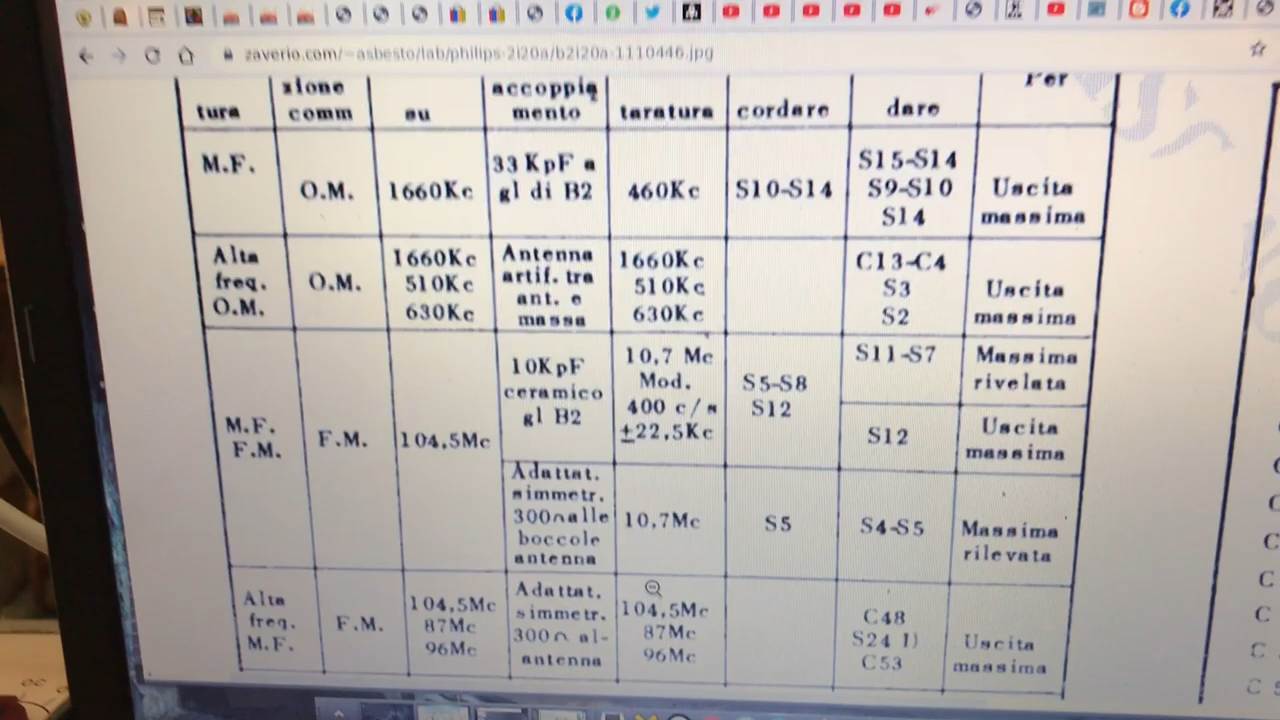 zaverio.com/~asbesto/lab/philips-2i20a/b2i20a-1110446.jpg
tura
zione
comm
su
accoppia
mento
taratura
cordare
dare
Per
M.F.
O.M.
1660Kc
33 KpF a
gl di B2
460Kc
S10-S14
S15-S14
S9-S10
S14
Uscita
massima
Alta
freq.
O.M.
O.M.
1660Kc
510Kc
630Kc
Antenna
artif. tra
ant. e
massa
1660Kc
510Kc
630Kc
C13-C4
S3
S2
Uscita
massima
M.F.
F.M.
F.M.
104,5Mc
10KpF
ceramico
gl B2
10,7 Mc
Mod.
400 c/s
±22,5Kc
S5-S8
S12
S11-S7
Massima
rivelata
S12
Uscita
massima
Adattat.
simmetr.
300∩alle
boccole
antenna
10,7Mc
S5
S4-S5
Massima
rilevata
Alta
freq.
M.F.
F.M.
104,5Mc
87Mc
96Mc
Adattat.
simmetr.
300∩ al-
antenna
104,5Mc
87Mc
96Mc
C48
S24 1)
C53
Uscita
massima
C
C
C
C
C